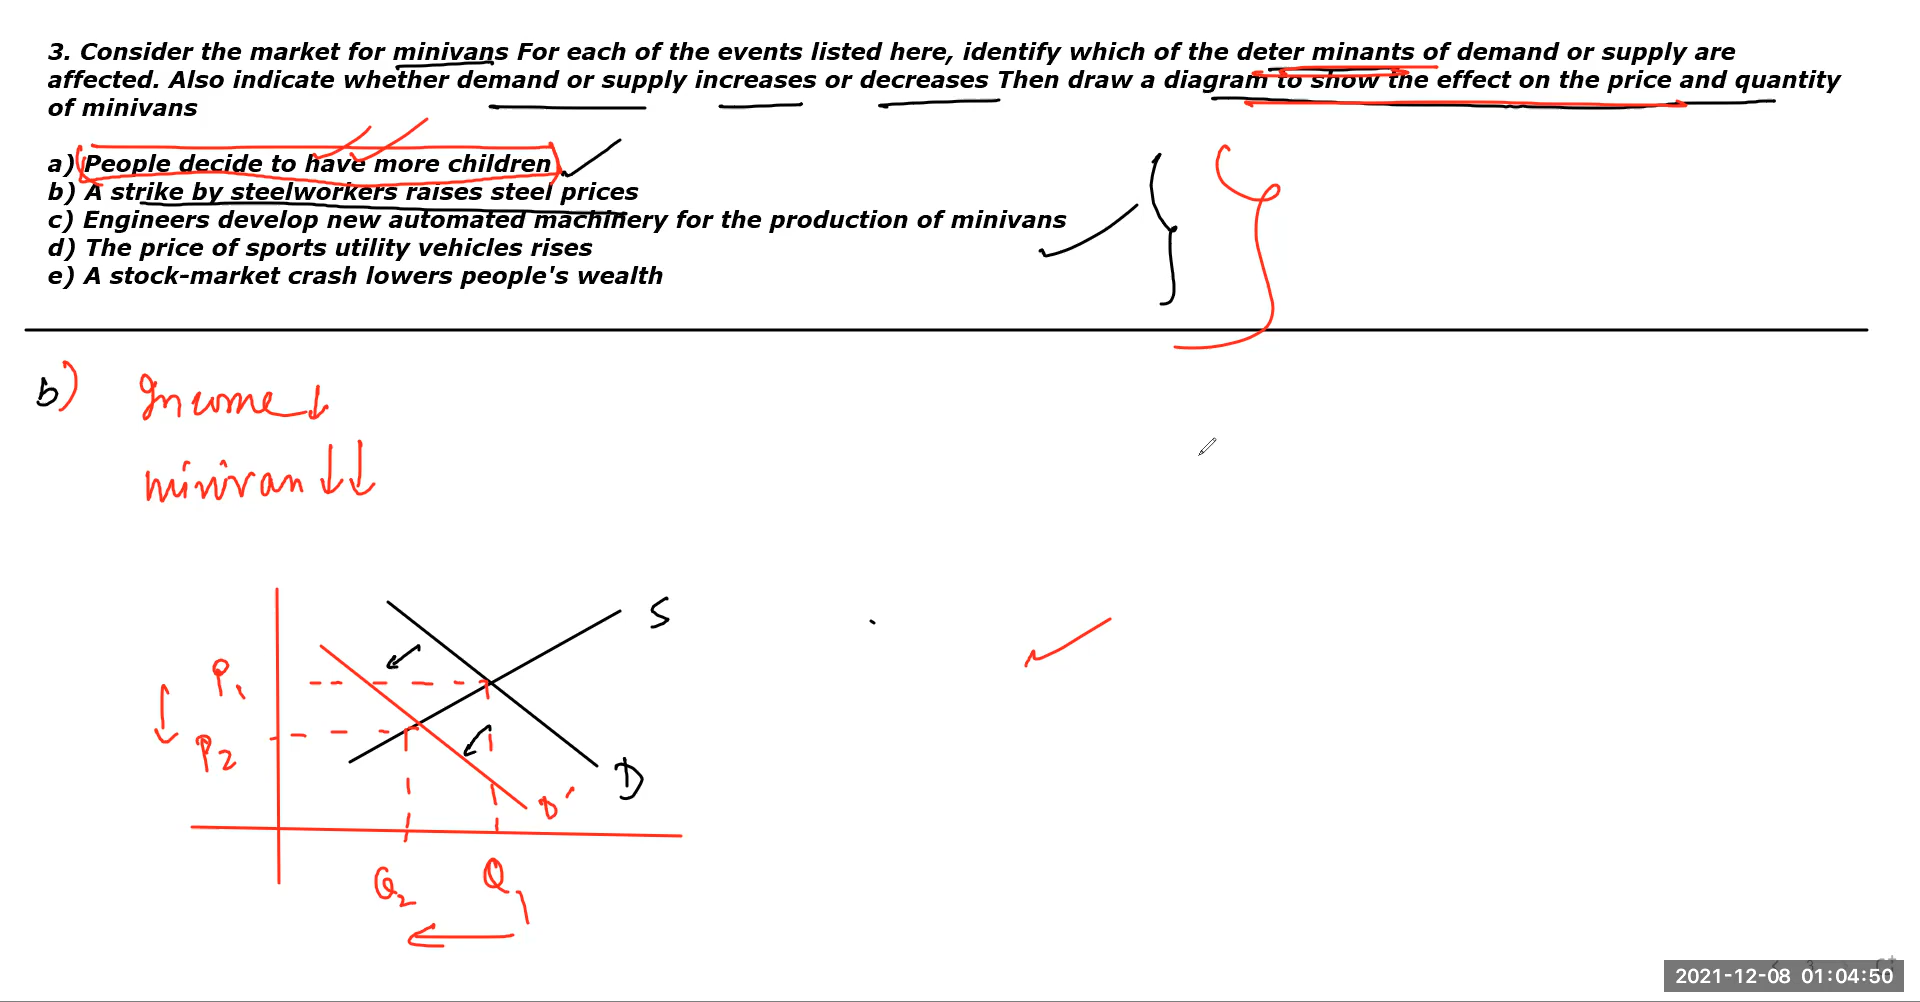 3. Consider the market for minivans For each of the events listed here, identify which of the deter minants of demand or supply are
affected. Also indicate whether demand or supply increases or decreases Then draw a diagram to show the effect on the price and quantity
of minivans
a) People decide to have more children
b) A strike by steelworkers raises steel prices
c) Engineers develop new automated machinery for the production of minivans
d) The price of sports utility vehicles rises
e) A stock-market crash lowers people's wealth
b) Income ↓
minivan ↓↓
S
P1
P2
D
D'
Q2 Q1
2021-12-08 01:04:50